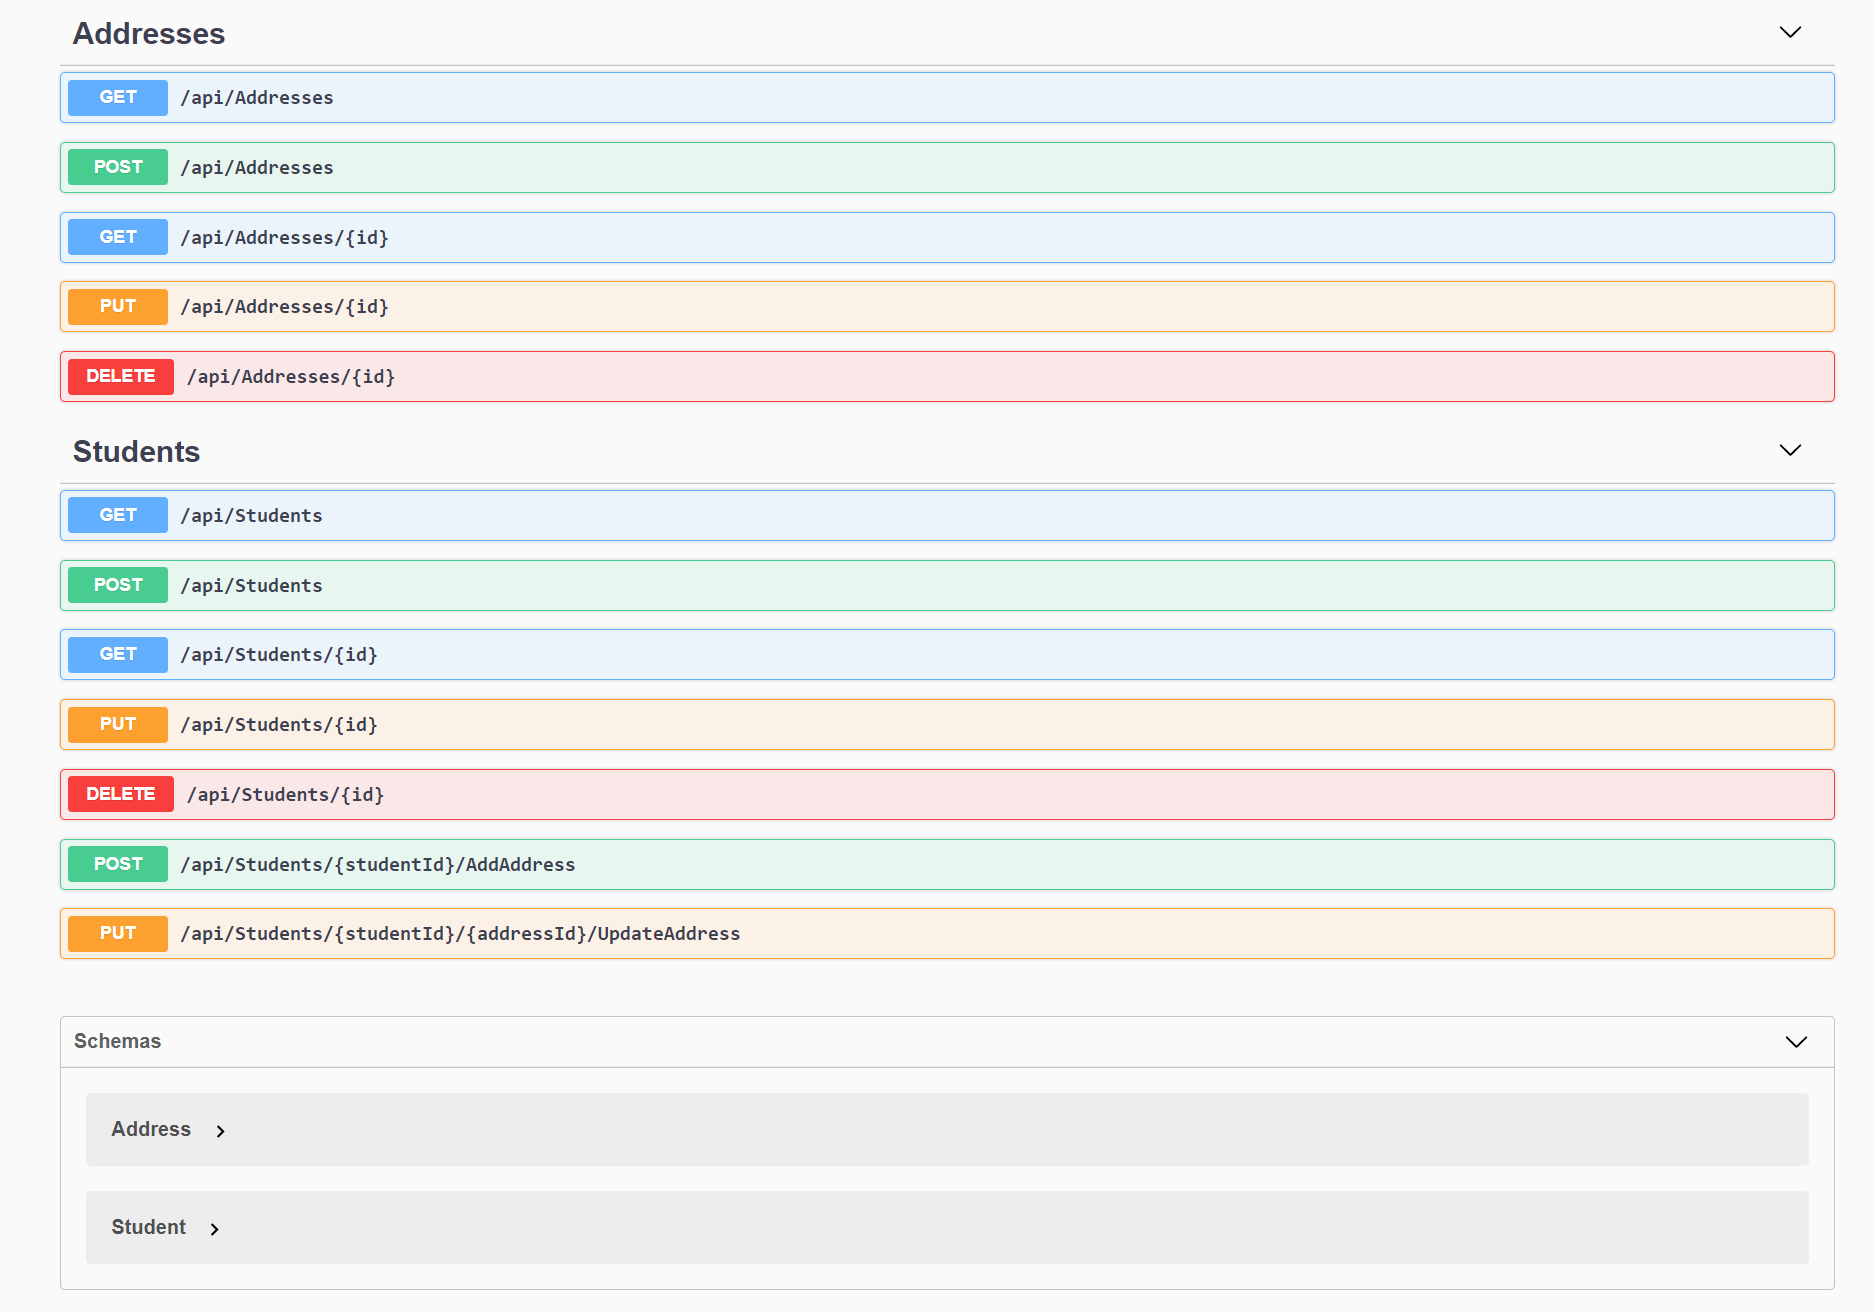 Addresses
GET /api/Addresses
POST /api/Addresses
GET /api/Addresses/{id}
PUT /api/Addresses/{id}
DELETE /api/Addresses/{id}
Students
GET /api/Students
POST /api/Students
GET /api/Students/{id}
PUT /api/Students/{id}
DELETE /api/Students/{id}
POST /api/Students/{studentId}/AddAddress
PUT /api/Students/{studentId}/{addressId}/UpdateAddress
Schemas
Address
Student